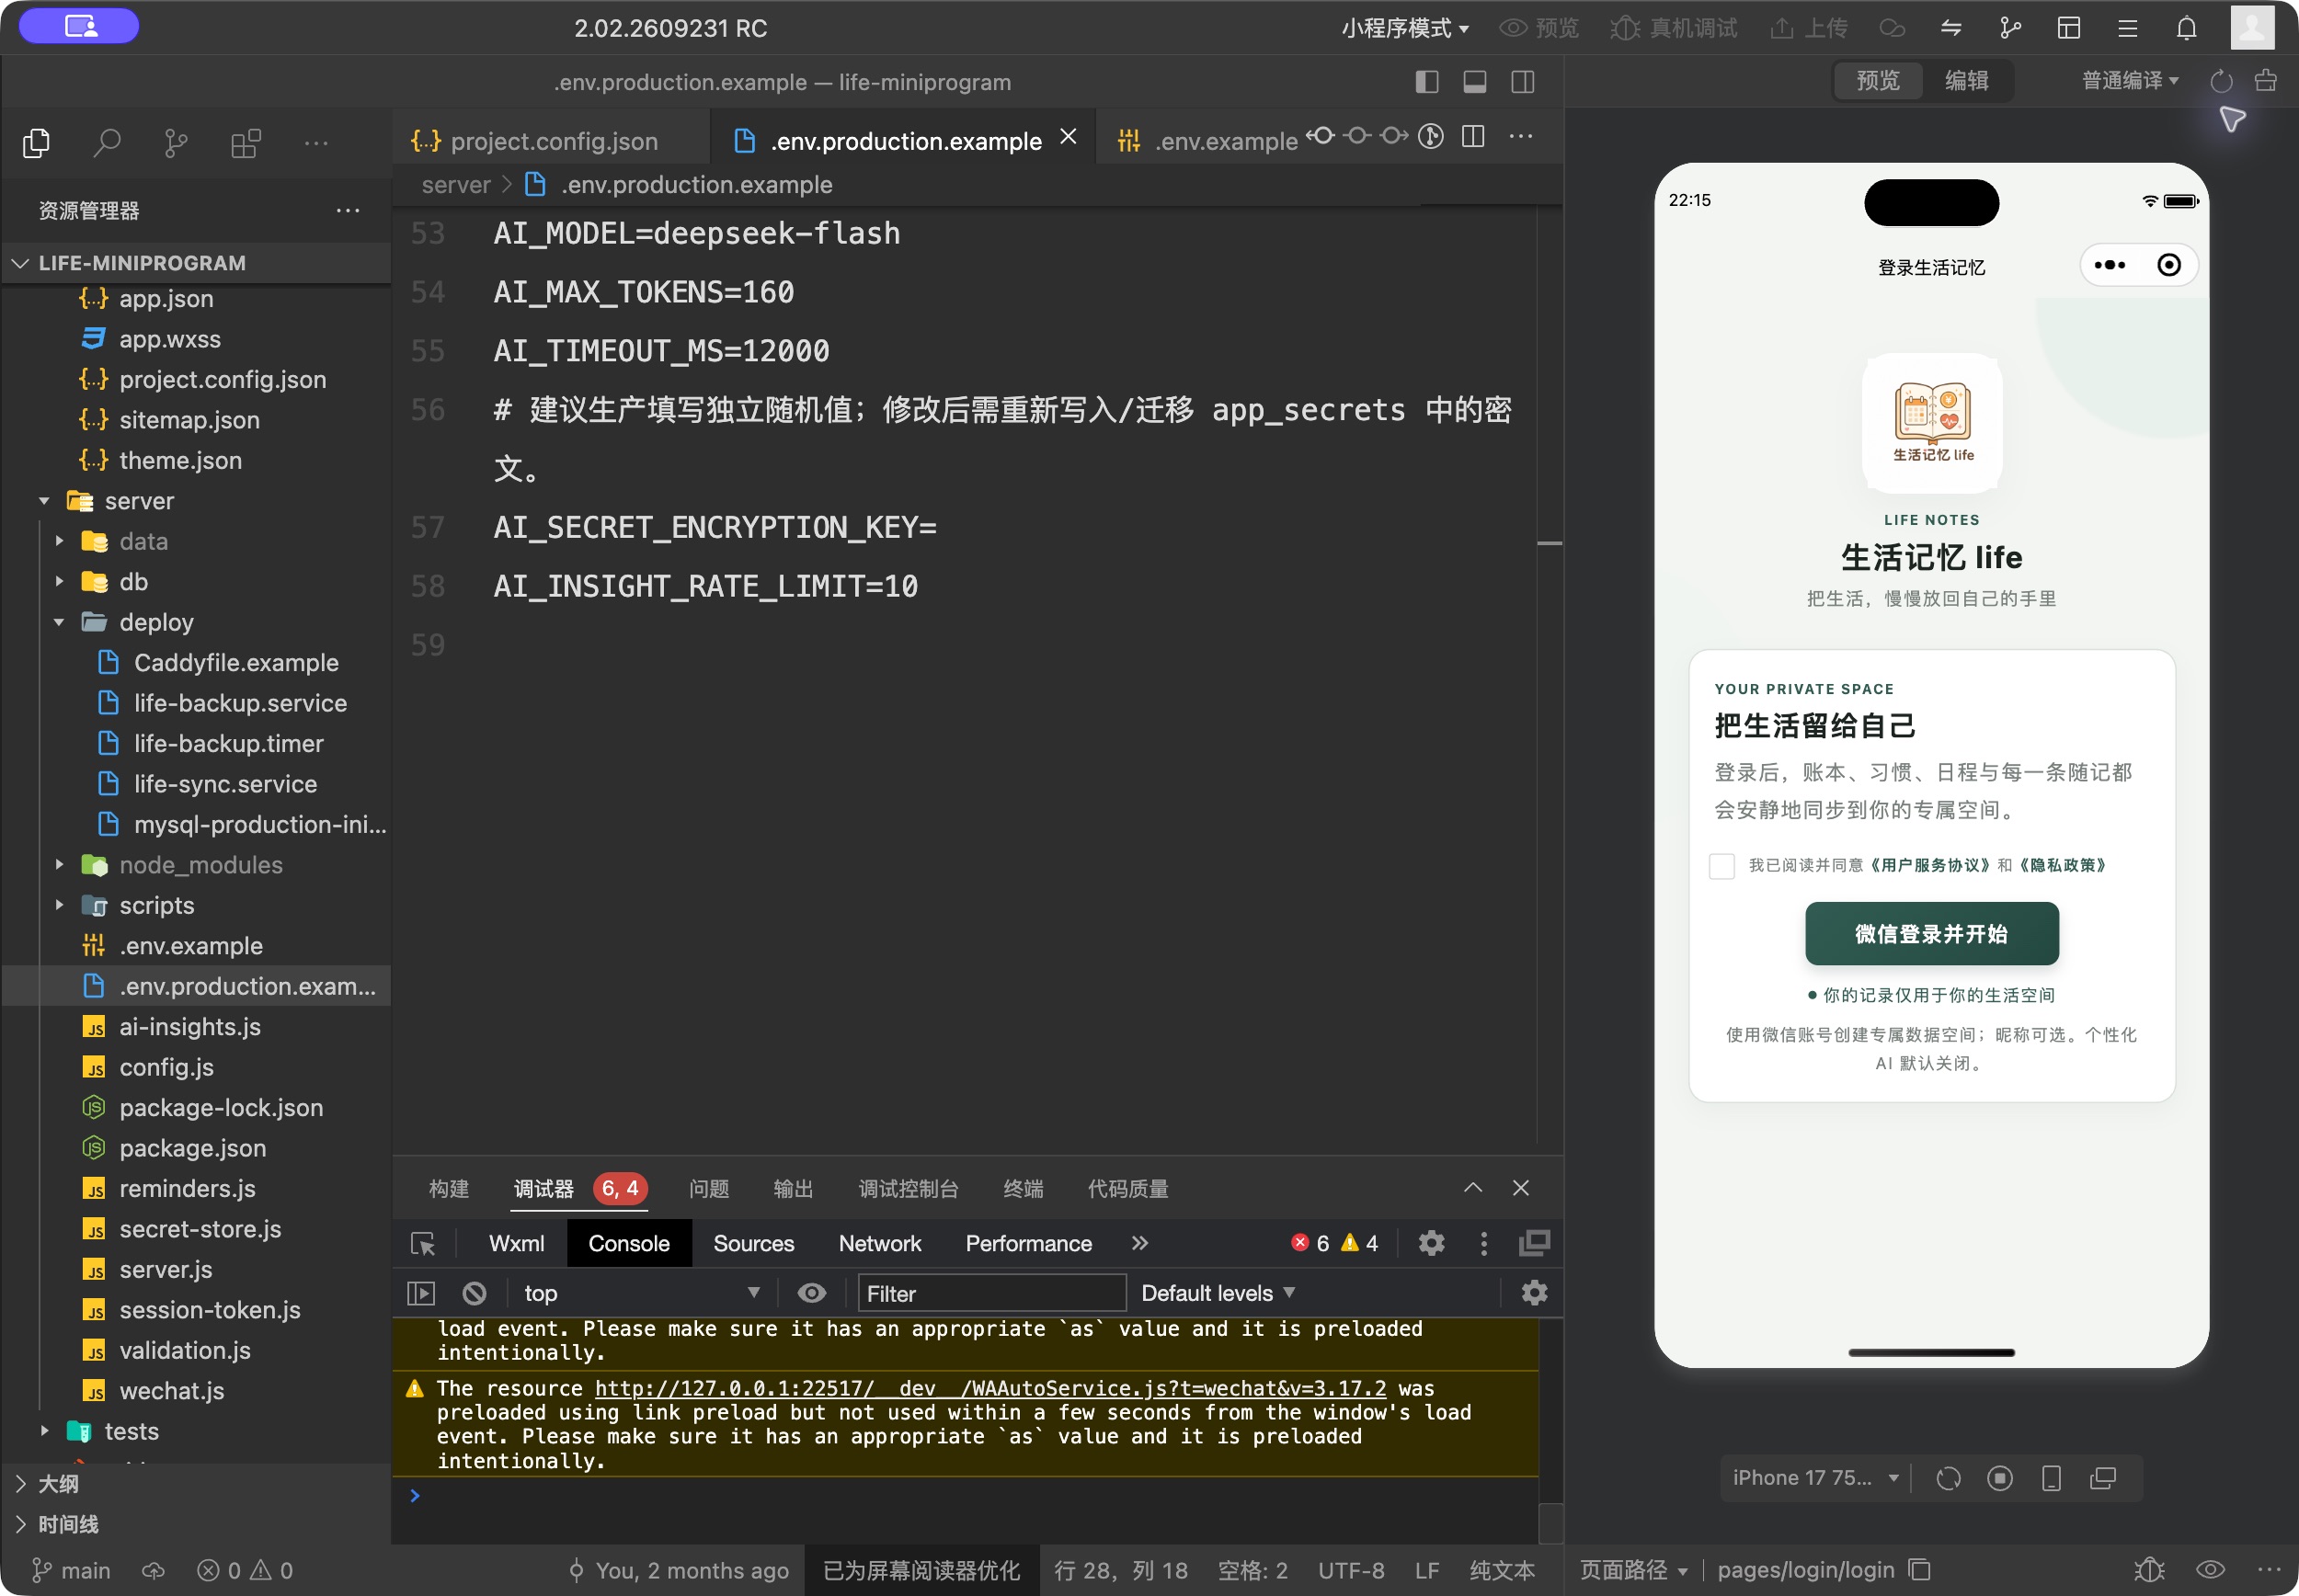 2.02.2609231 RC
小程序模式
预览
真机调试
上传
.env.production.example — life-miniprogram
预览
编辑
普通编译
project.config.json
.env.production.example
.env.example
资源管理器
server
.env.production.example
LIFE-MINIPROGRAM
app.json
app.wxss
project.config.json
sitemap.json
theme.json
server
data
db
deploy
Caddyfile.example
life-backup.service
life-backup.timer
life-sync.service
mysql-production-ini...
node_modules
scripts
.env.example
.env.production.exam...
ai-insights.js
config.js
package-lock.json
package.json
reminders.js
secret-store.js
server.js
session-token.js
validation.js
wechat.js
tests
大纲
时间线
53 AI_MODEL=deepseek-flash
54 AI_MAX_TOKENS=160
55 AI_TIMEOUT_MS=12000
56 # 建议生产填写独立随机值；修改后需重新写入/迁移 app_secrets 中的密
文。
57 AI_SECRET_ENCRYPTION_KEY=
58 AI_INSIGHT_RATE_LIMIT=10
59
构建
调试器
6, 4
问题
输出
调试控制台
终端
代码质量
Wxml
Console
Sources
Network
Performance
6
4
top
Filter
Default levels
load event. Please make sure it has an appropriate `as` value and it is preloaded
intentionally.
The resource http://127.0.0.1:22517/__dev__/WAAutoService.js?t=wechat&v=3.17.2 was
preloaded using link preload but not used within a few seconds from the window's load
event. Please make sure it has an appropriate `as` value and it is preloaded
intentionally.
22:15
登录生活记忆
生活记忆 life
LIFE NOTES
生活记忆 life
把生活，慢慢放回自己的手里
YOUR PRIVATE SPACE
把生活留给自己
登录后，账本、习惯、日程与每一条随记都
会安静地同步到你的专属空间。
我已阅读并同意《用户服务协议》和《隐私政策》
微信登录并开始
你的记录仅用于你的生活空间
使用微信账号创建专属数据空间；昵称可选。个性化
AI 默认关闭。
iPhone 17 75...
main
0
0
You, 2 months ago
已为屏幕阅读器优化
行 28，列 18
空格: 2
UTF-8
LF
纯文本
页面路径
pages/login/login